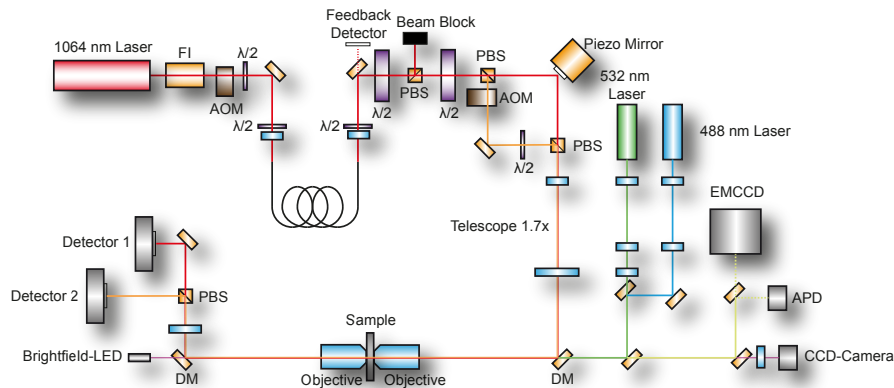 Feedback
Detector
Beam Block
1064 nm Laser
FI
λ/2
PBS
Piezo Mirror
532 nm
Laser
AOM
PBS
AOM
λ/2
λ/2
λ/2
λ/2
488 nm Laser
PBS
λ/2
EMCCD
Telescope 1.7x
Detector 1
Detector 2
PBS
APD
Sample
Brightfield-LED
CCD-Camera
DM
Objective
Objective
DM